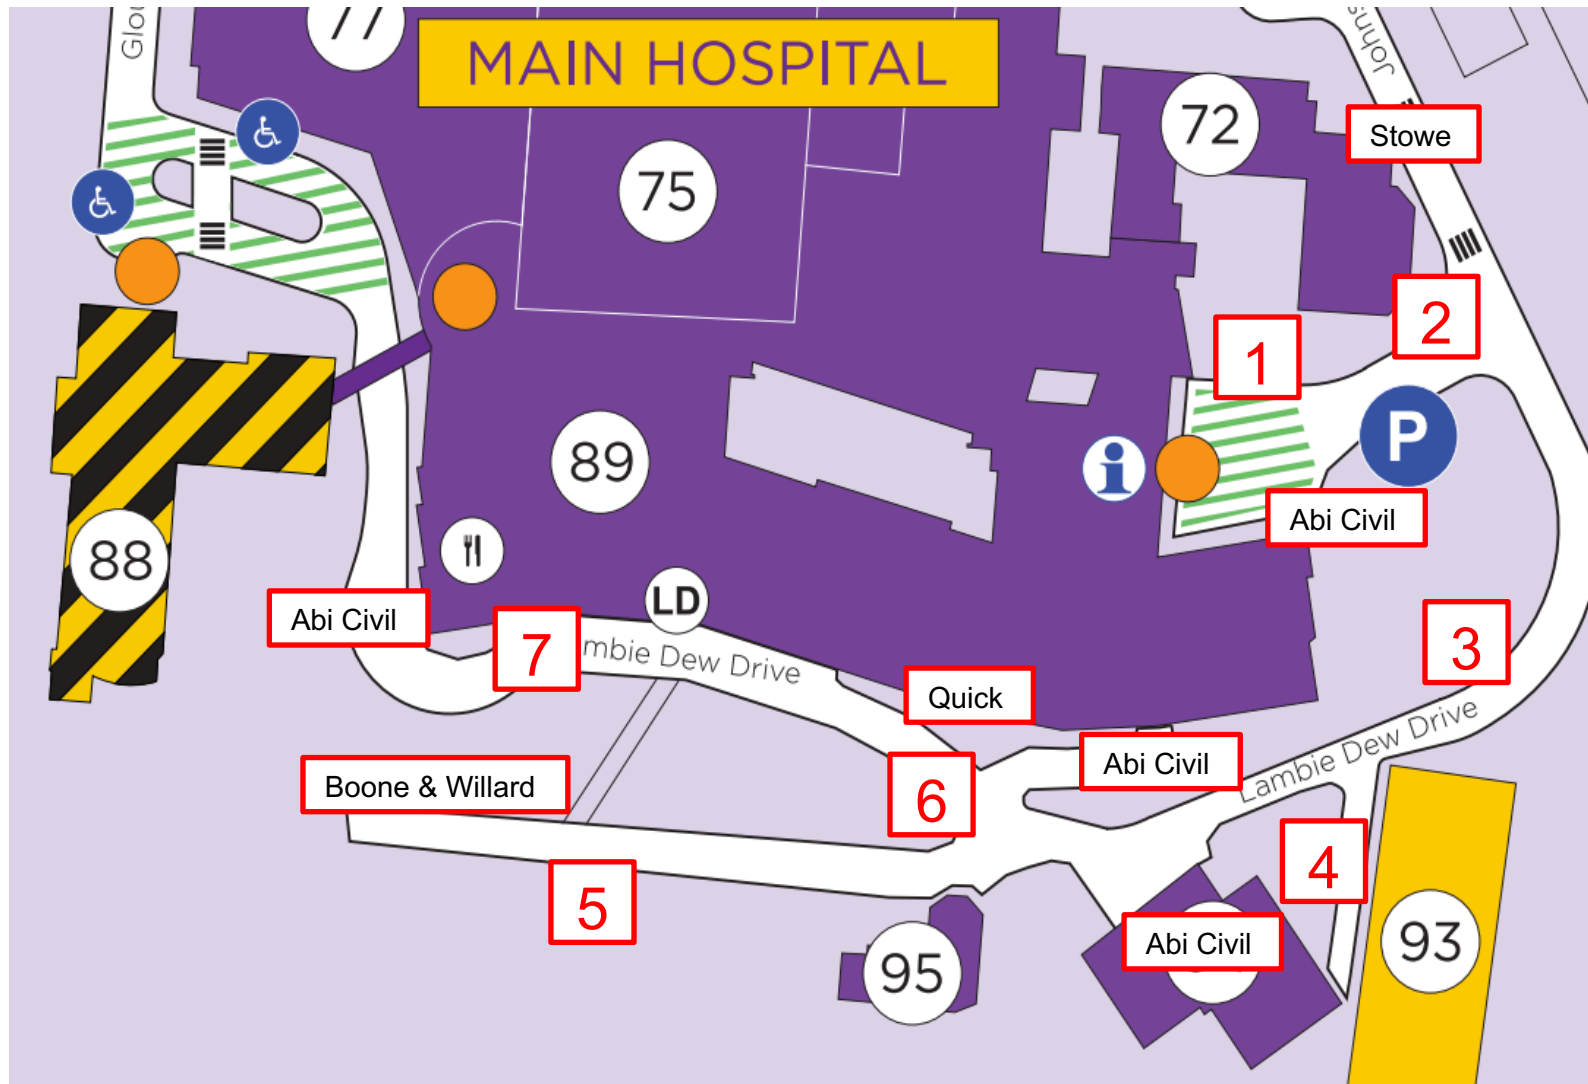 Glou
77
MAIN HOSPITAL
Johns
72
Stowe
75
2
1
P
89
i
Abi Civil
88
LD
Abi Civil
7
mbie Dew Drive
3
Quick
Lambie Dew Drive
Abi Civil
Boone & Willard
6
4
5
Abi Civil
93
95